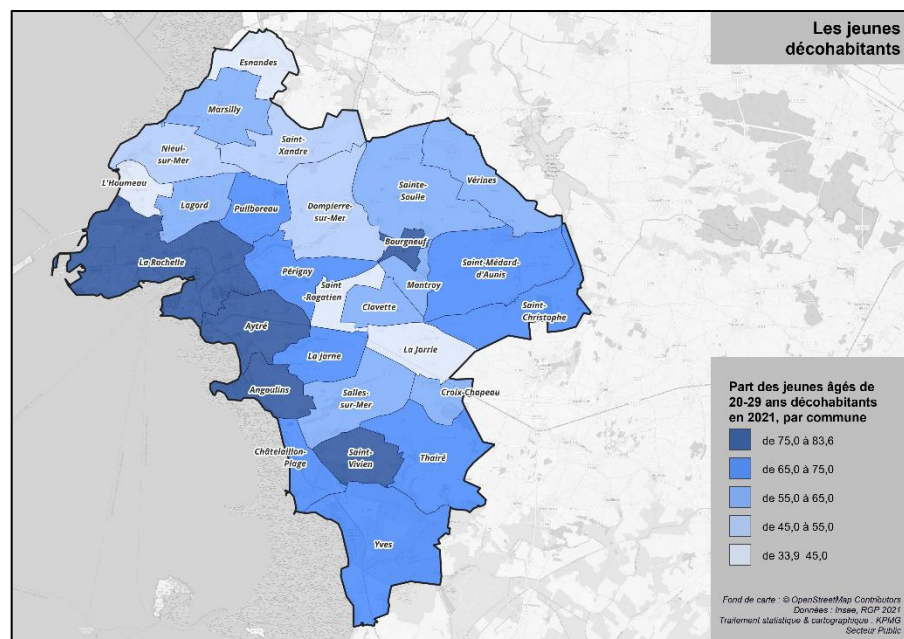 Les jeunes
décohabitants
Esnandes
Marsilly
Nieul-
sur-Mer
Saint-
Xandre
L'Houmeau
Lagord
Puilboreau
Dompierre-
sur-Mer
Sainte-
Soulle
Vérines
Bourgneuf
La Rochelle
Périgny
Saint
-Rogatien
Montroy
Clavette
Saint-Médard-
d'Aunis
Saint-
Christophe
Aytré
La Jarne
La Jarrie
Angoulins
Salles-
sur-Mer
Croix-Chapeau
Châtelaillon-
Plage
Saint-
Vivien
Thairé
Yves
Part des jeunes âgés de
20-29 ans décohabitants
en 2021, par commune
de 75,0 à 83,6
de 65,0 à 75,0
de 55,0 à 65,0
de 45,0 à 55,0
de 33,9 45,0
Fond de carte : © OpenStreetMap Contributors
Données : Insee, RGP 2021
Traitement statistique & cartographique : KPMG
Secteur Public